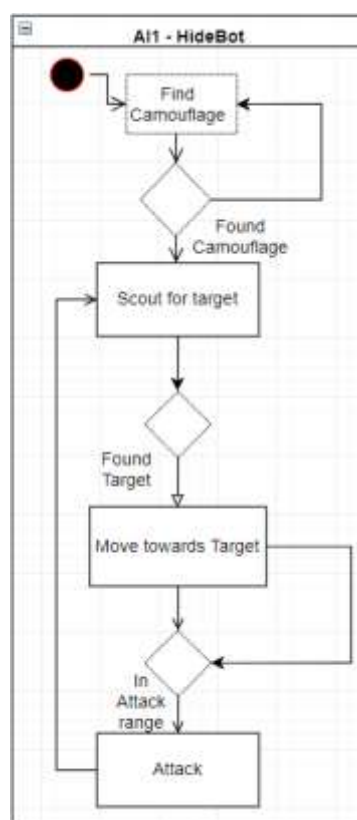 AI1 - HideBot
Find
Camouflage
Found
Camouflage
Scout for target
Found
Target
Move towards Target
In
Attack
range
Attack